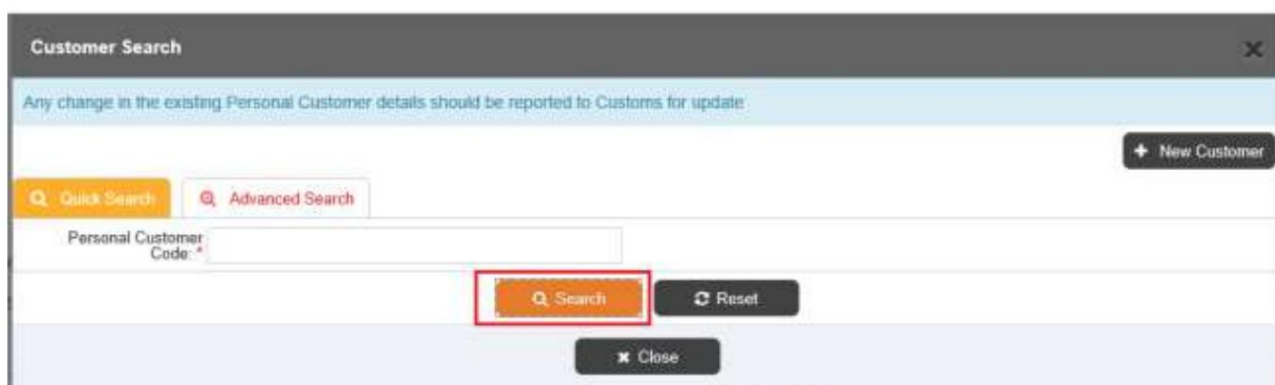 Customer Search
Any change in the existing Personal Customer details should be reported to Customs for update
+ New Customer
Quick Search
Advanced Search
Personal Customer
Code: *
Search
Reset
Close